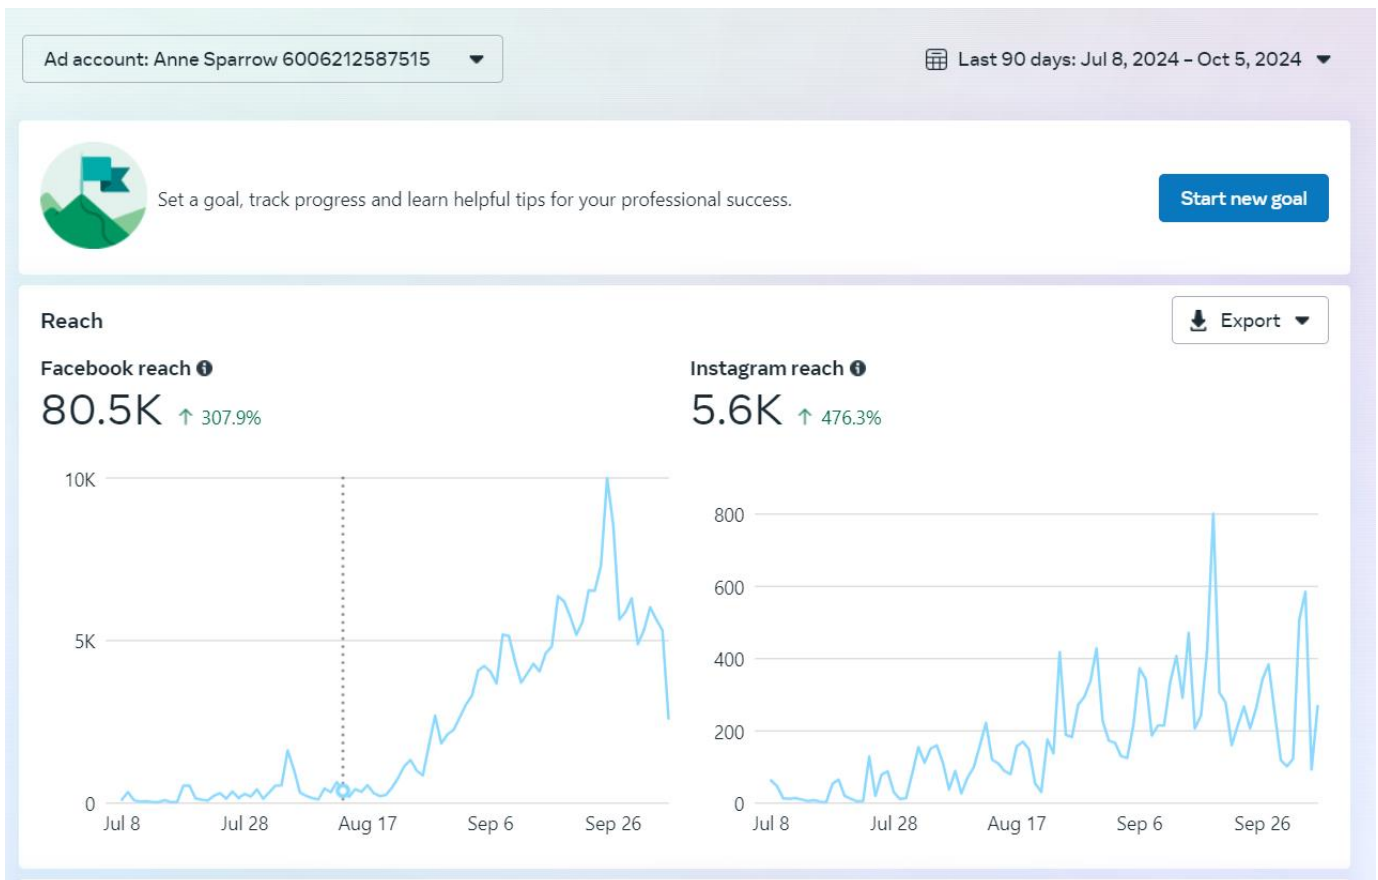 Ad account: Anne Sparrow 6006212587515
Last 90 days: Jul 8, 2024 – Oct 5, 2024
Set a goal, track progress and learn helpful tips for your professional success.
Start new goal
Reach
Export
Facebook reach
80.5K ↑ 307.9%
10K
5K
0
Jul 8 Jul 28 Aug 17 Sep 6 Sep 26
Instagram reach
5.6K ↑ 476.3%
800
600
400
200
0
Jul 8 Jul 28 Aug 17 Sep 6 Sep 26